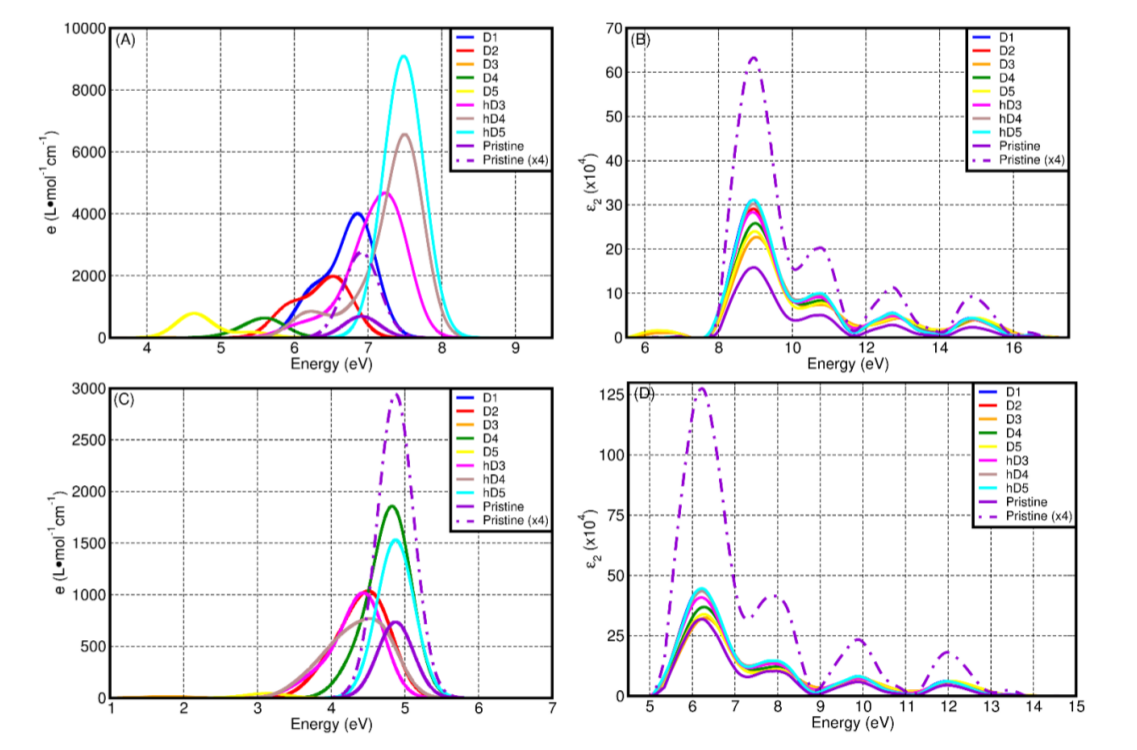 (A)
10000
8000
6000
4000
2000
0
4 5 6 7 8 9
Energy (eV)
e (L•mol⁻¹cm⁻¹)
D1
D2
D3
D4
D5
hD3
hD4
hD5
Pristine
Pristine (x4)
(B)
70
60
50
40
30
20
10
0
6 8 10 12 14 16
Energy (eV)
ε₂ (x10⁴)
D1
D2
D3
D4
D5
hD3
hD4
hD5
Pristine
Pristine (x4)
(C)
3000
2500
2000
1500
1000
500
0
1 2 3 4 5 6 7
Energy (eV)
e (L•mol⁻¹cm⁻¹)
D1
D2
D3
D4
D5
hD3
hD4
hD5
Pristine
Pristine (x4)
(D)
125
100
75
50
25
0
5 6 7 8 9 10 11 12 13 14 15
Energy (eV)
ε₂ (x10⁴)
D1
D2
D3
D4
D5
hD3
hD4
hD5
Pristine
Pristine (x4)